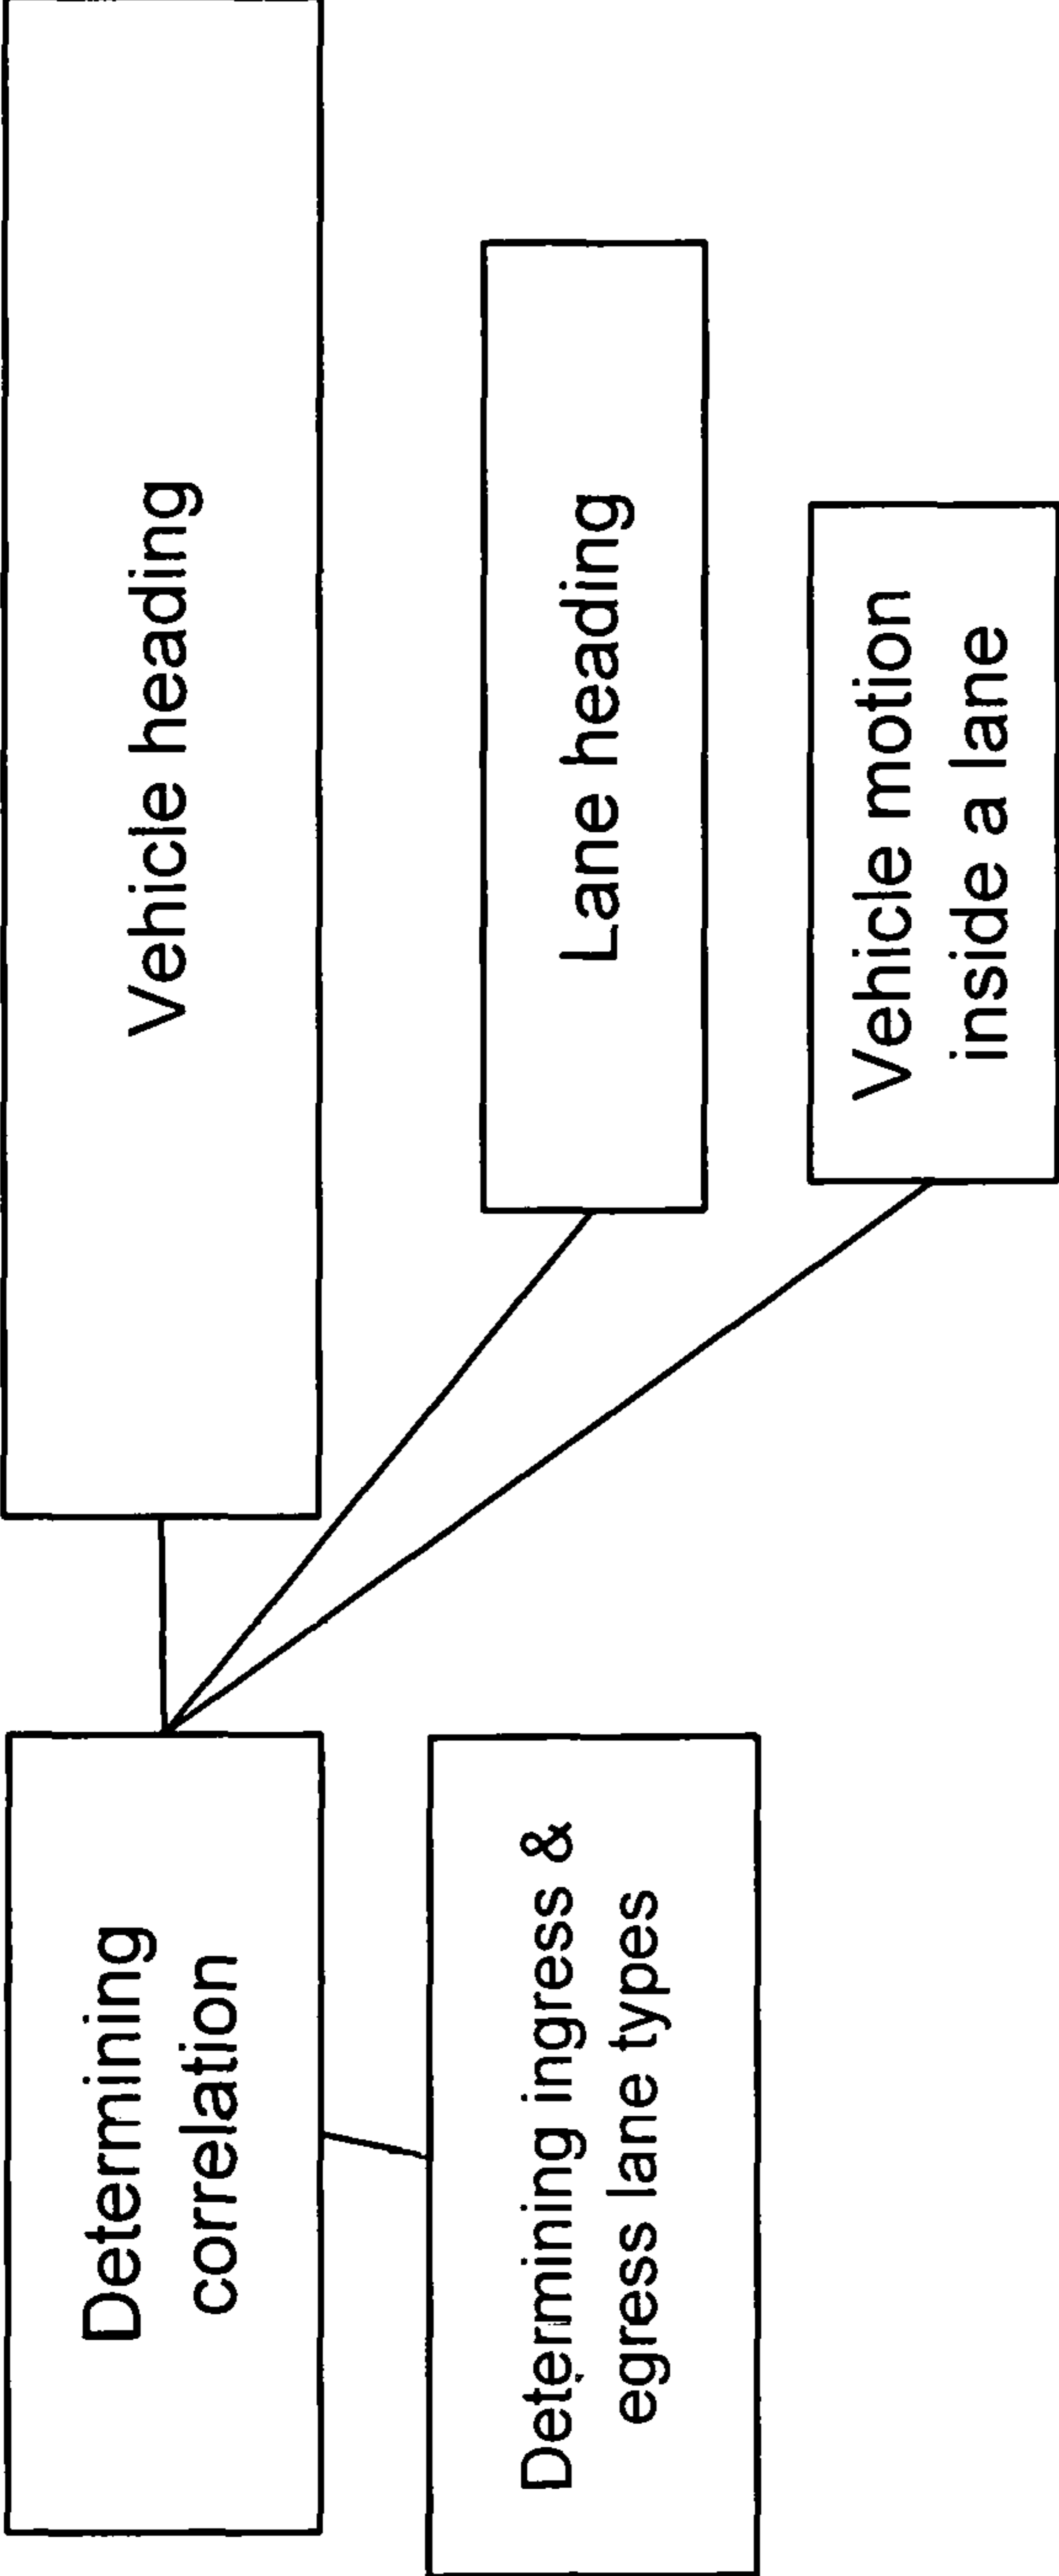 Determining
correlation
Vehicle heading
Determining ingress &
egress lane types
Lane heading
Vehicle motion
inside a lane